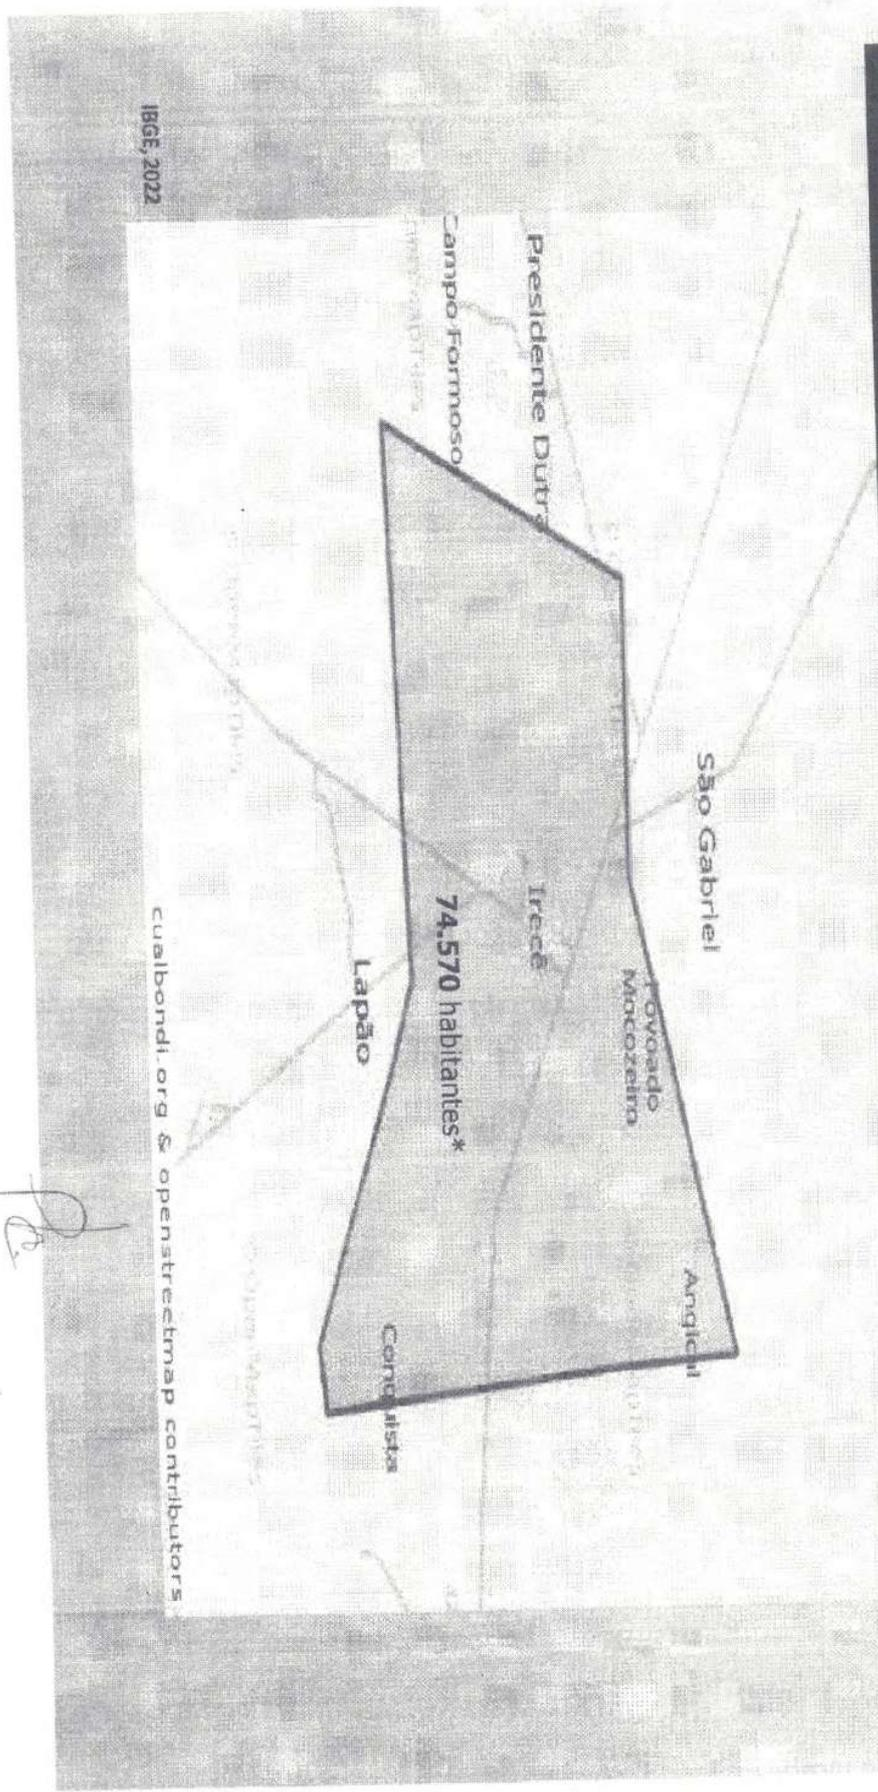 São Gabriel
Angical
Povoado
Mocozeiro
Presidente Dutra
Irecê
Campo Formoso
74.570 habitantes*
Conquista
Lapão
cualbondi.org & openstreetmap contributors
IBGE, 2022